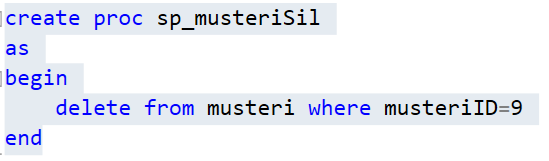 create proc sp_musteriSil
as
begin
    delete from musteri where musteriID=9
end